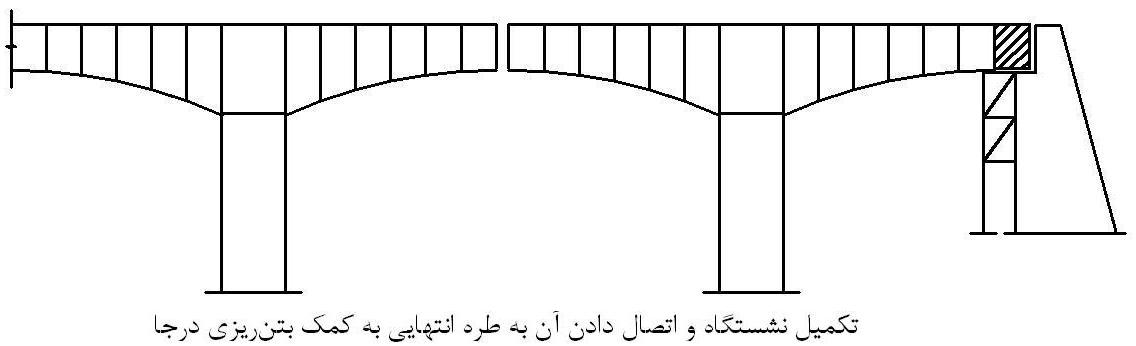 تکمیل نشستگاه و اتصال دادن آن به طره انتهایی به کمک بتن‌ریزی درجا